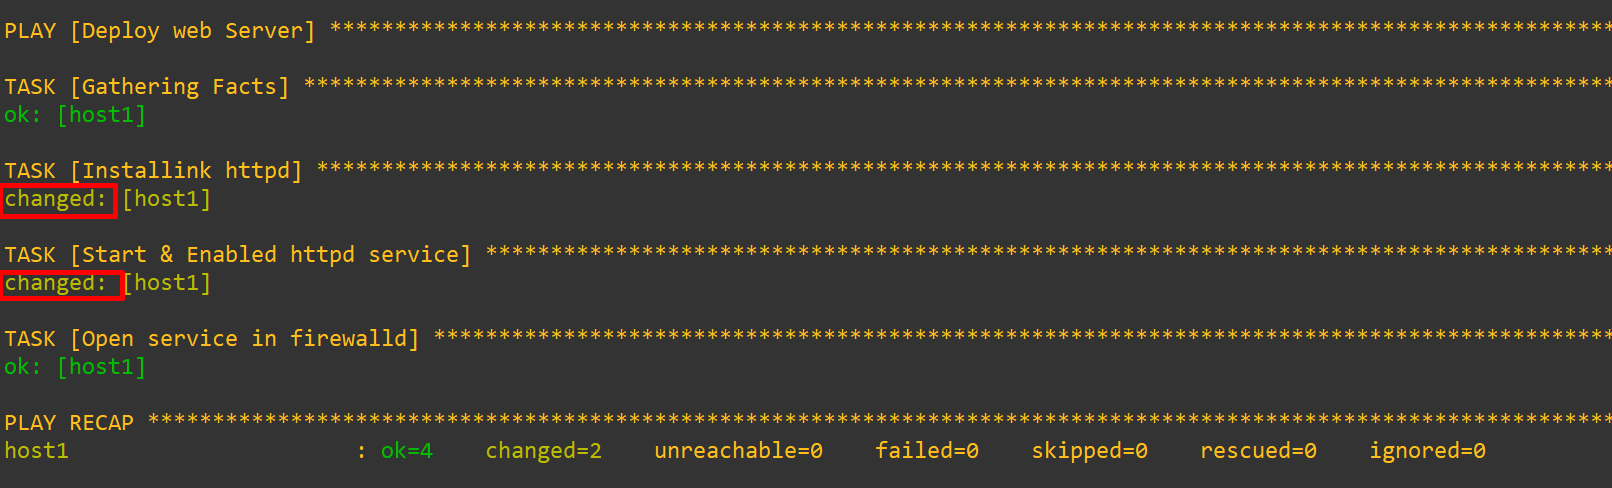 PLAY [Deploy web Server] ***************************************************************************************************
TASK [Gathering Facts] *****************************************************************************************************
ok: [host1]
TASK [Installink httpd] ****************************************************************************************************
changed: [host1]
TASK [Start & Enabled httpd service] ***************************************************************************************
changed: [host1]
TASK [Open service in firewalld] *******************************************************************************************
ok: [host1]
PLAY RECAP *****************************************************************************************************************
host1 : ok=4 changed=2 unreachable=0 failed=0 skipped=0 rescued=0 ignored=0